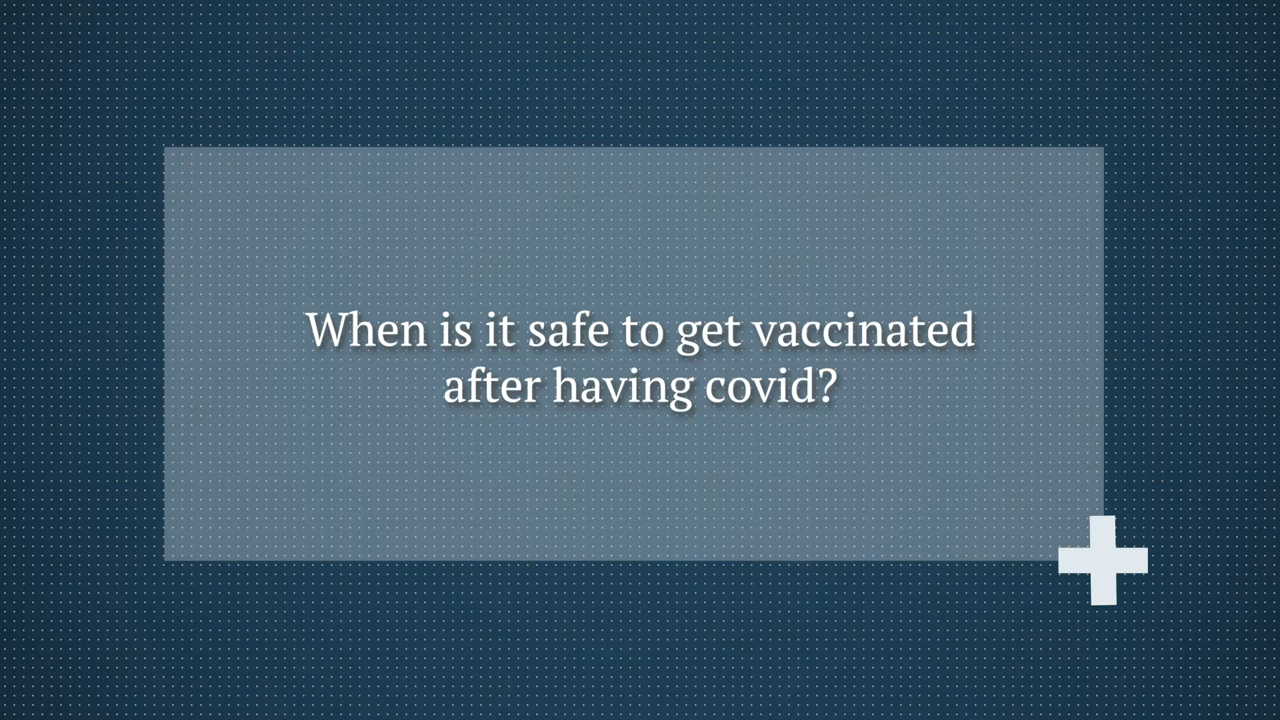 When is it safe to get vaccinated
after having covid?